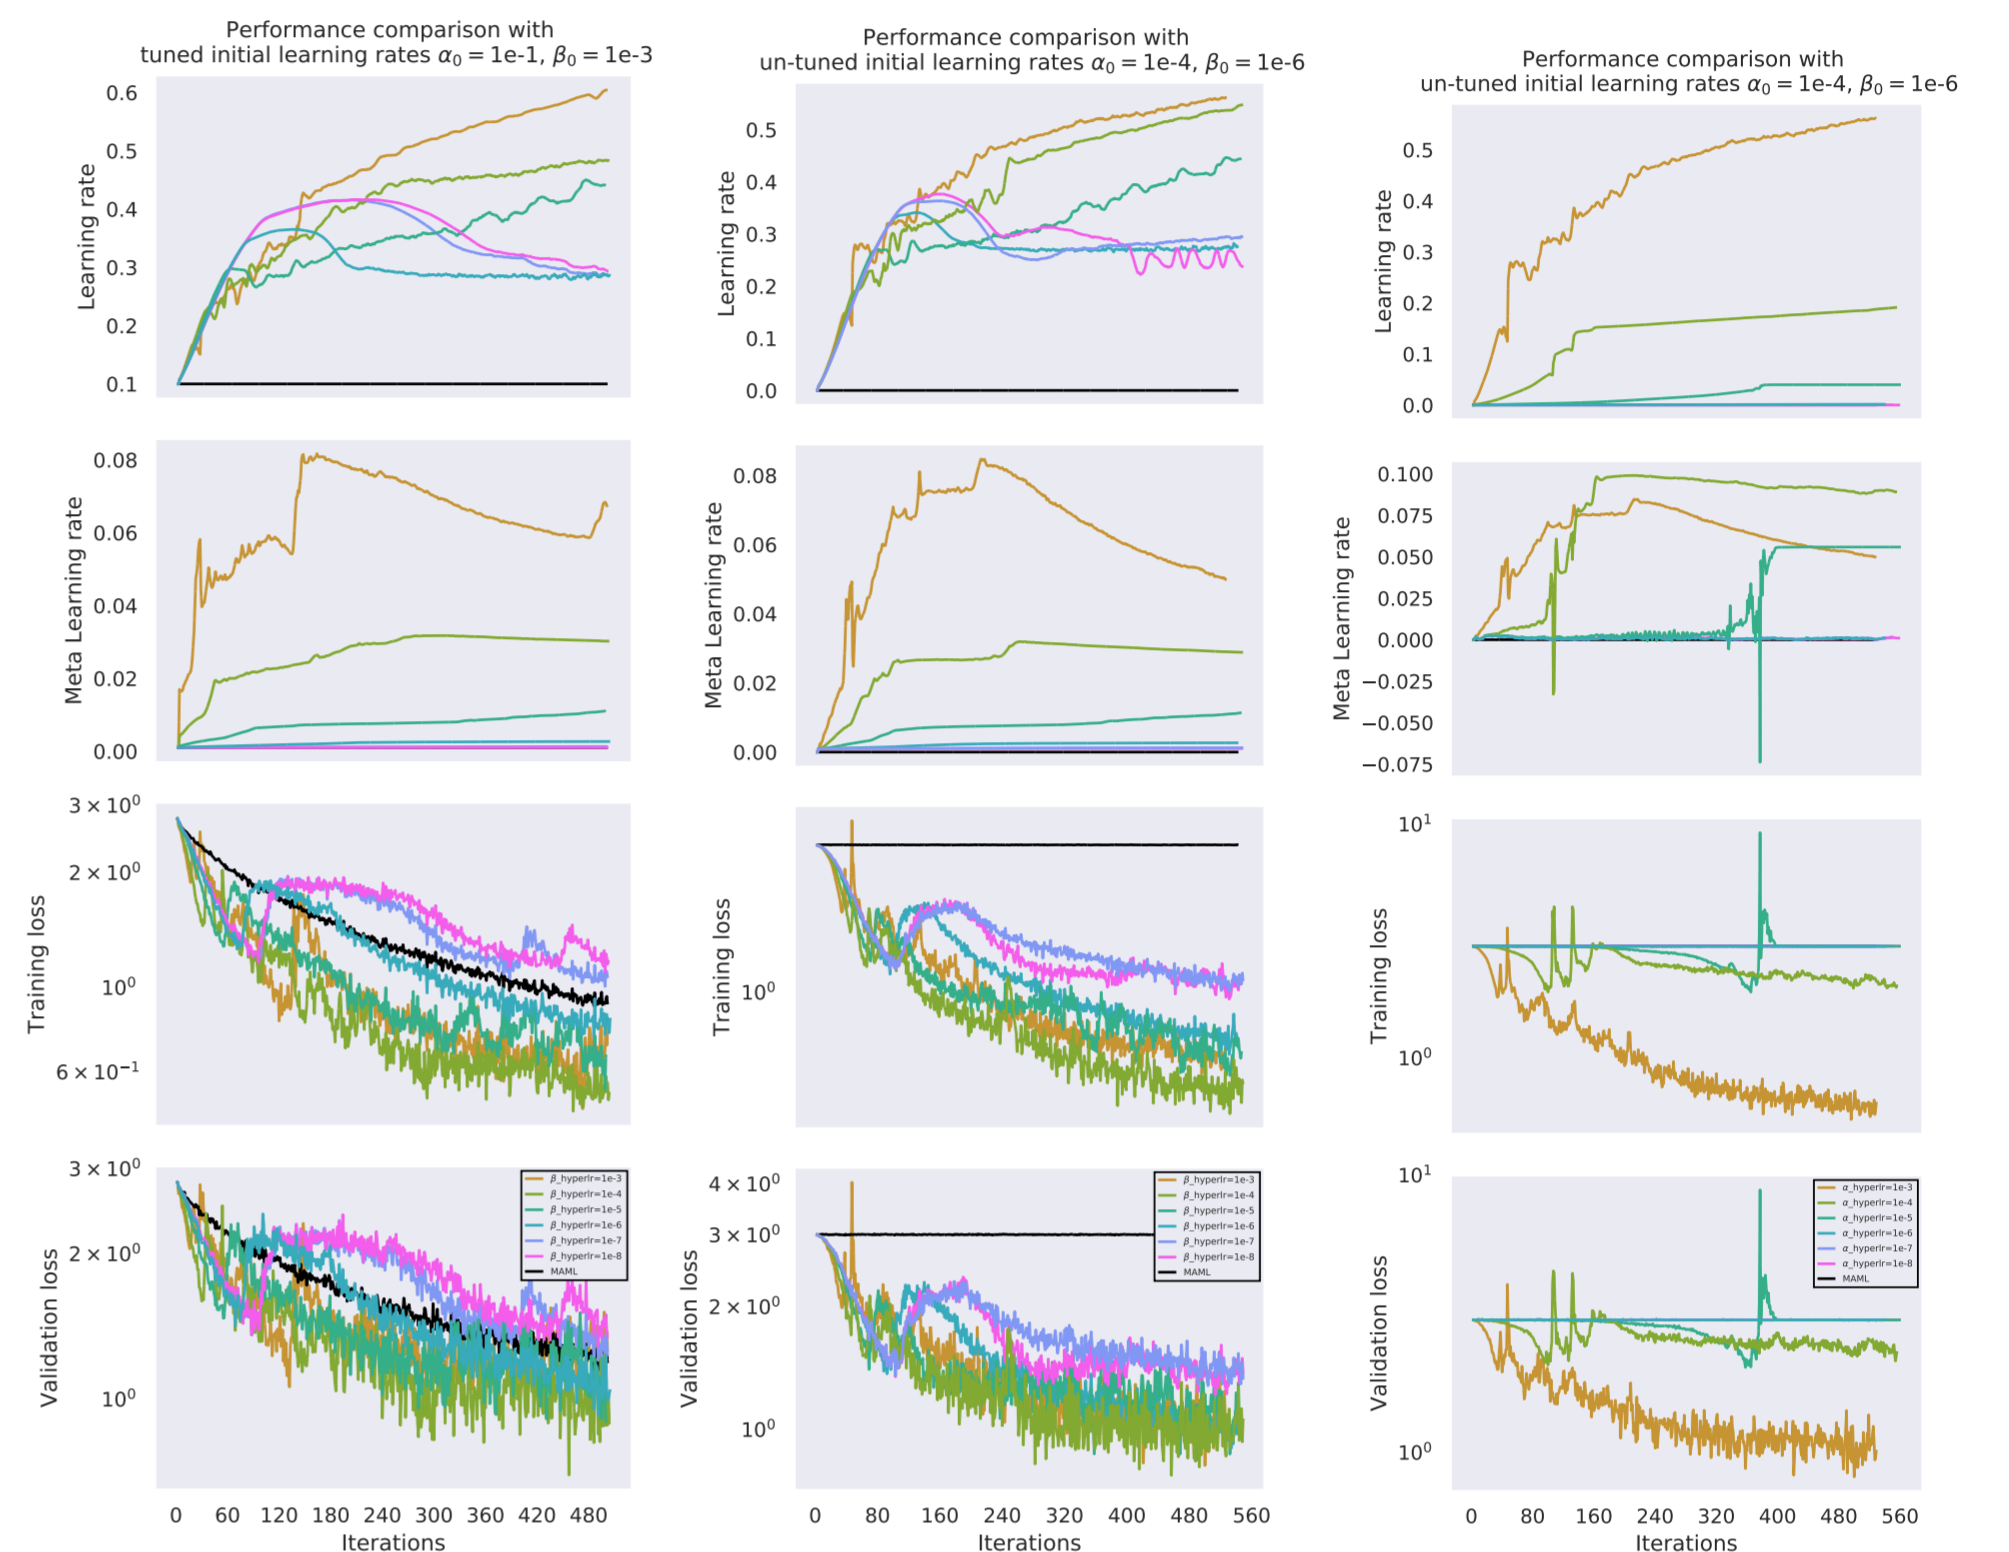 Performance comparison with
tuned initial learning rates α₀ = 1e-1, β₀ = 1e-3
Learning rate
0.6
0.5
0.4
0.3
0.2
0.1
Meta Learning rate
0.08
0.06
0.04
0.02
0.00
Training loss
3 × 10⁰
2 × 10⁰
10⁰
6 × 10⁻¹
Validation loss
3 × 10⁰
2 × 10⁰
10⁰
β_hyperlr=1e-3
β_hyperlr=1e-4
β_hyperlr=1e-5
β_hyperlr=1e-6
β_hyperlr=1e-7
β_hyperlr=1e-8
MAML
0 60 120 180 240 300 360 420 480
Iterations
Performance comparison with
un-tuned initial learning rates α₀ = 1e-4, β₀ = 1e-6
Learning rate
0.5
0.4
0.3
0.2
0.1
0.0
Meta Learning rate
0.08
0.06
0.04
0.02
0.00
Training loss
10⁰
Validation loss
4 × 10⁰
3 × 10⁰
2 × 10⁰
10⁰
β_hyperlr=1e-3
β_hyperlr=1e-4
β_hyperlr=1e-5
β_hyperlr=1e-6
β_hyperlr=1e-7
β_hyperlr=1e-8
MAML
0 80 160 240 320 400 480 560
Iterations
Performance comparison with
un-tuned initial learning rates α₀ = 1e-4, β₀ = 1e-6
Learning rate
0.5
0.4
0.3
0.2
0.1
0.0
Meta Learning rate
0.100
0.075
0.050
0.025
0.000
−0.025
−0.050
−0.075
Training loss
10¹
10⁰
Validation loss
10¹
10⁰
α_hyperlr=1e-3
α_hyperlr=1e-4
α_hyperlr=1e-5
α_hyperlr=1e-6
α_hyperlr=1e-7
α_hyperlr=1e-8
MAML
0 80 160 240 320 400 480 560
Iterations